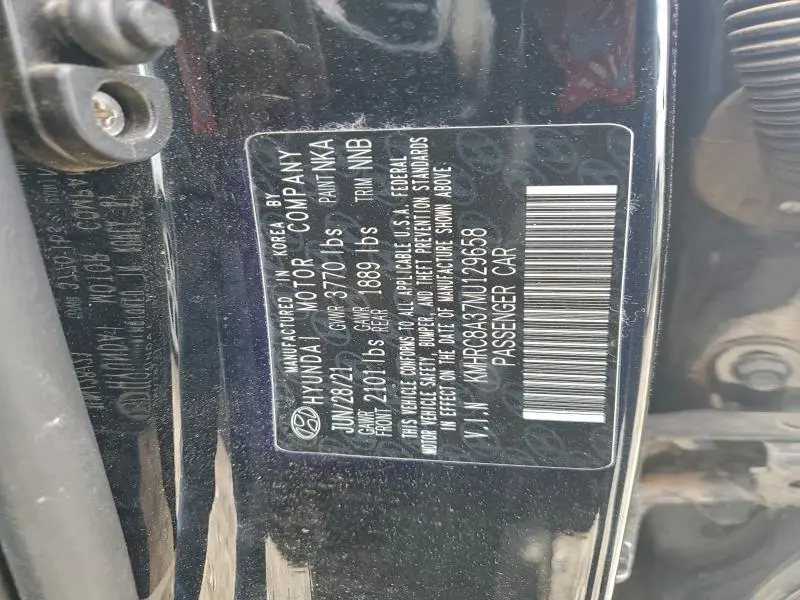 MANUFACTURED IN KOREA BY
HYUNDAI MOTOR COMPANY
JUN/28/21 GVWR 3770 lbs PAINT NKA
GAWR FRONT 2101 lbs GAWR REAR 1889 lbs TRIM NNB
THIS VEHICLE CONFORMS TO ALL APPLICABLE U.S.A. FEDERAL
MOTOR VEHICLE SAFETY, BUMPER, AND THEFT PREVENTION STANDARDS
IN EFFECT ON THE DATE OF MANUFACTURE SHOWN ABOVE
V.I.N KMHRC8A37MU129658
PASSENGER CAR